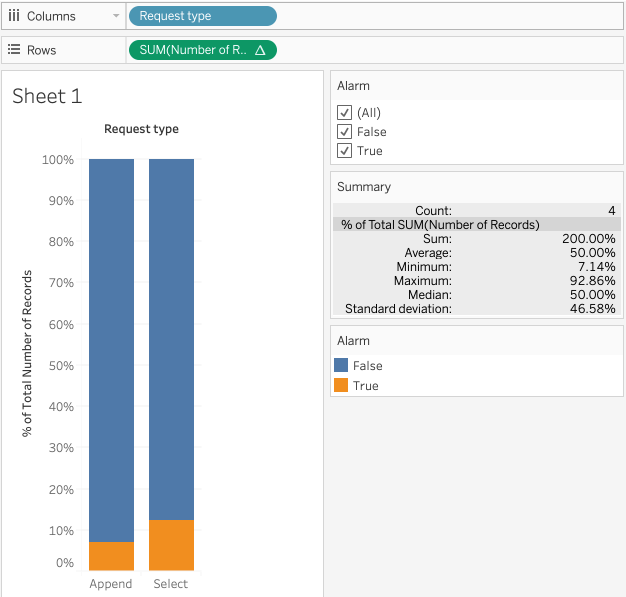 Columns
Request type
Rows
SUM(Number of R.. △
Sheet 1
Request type
% of Total Number of Records
100%
90%
80%
70%
60%
50%
40%
30%
20%
10%
0%
Append
Select
Alarm
(All)
False
True
Summary
Count: 4
% of Total SUM(Number of Records)
Sum: 200.00%
Average: 50.00%
Minimum: 7.14%
Maximum: 92.86%
Median: 50.00%
Standard deviation: 46.58%
Alarm
False
True